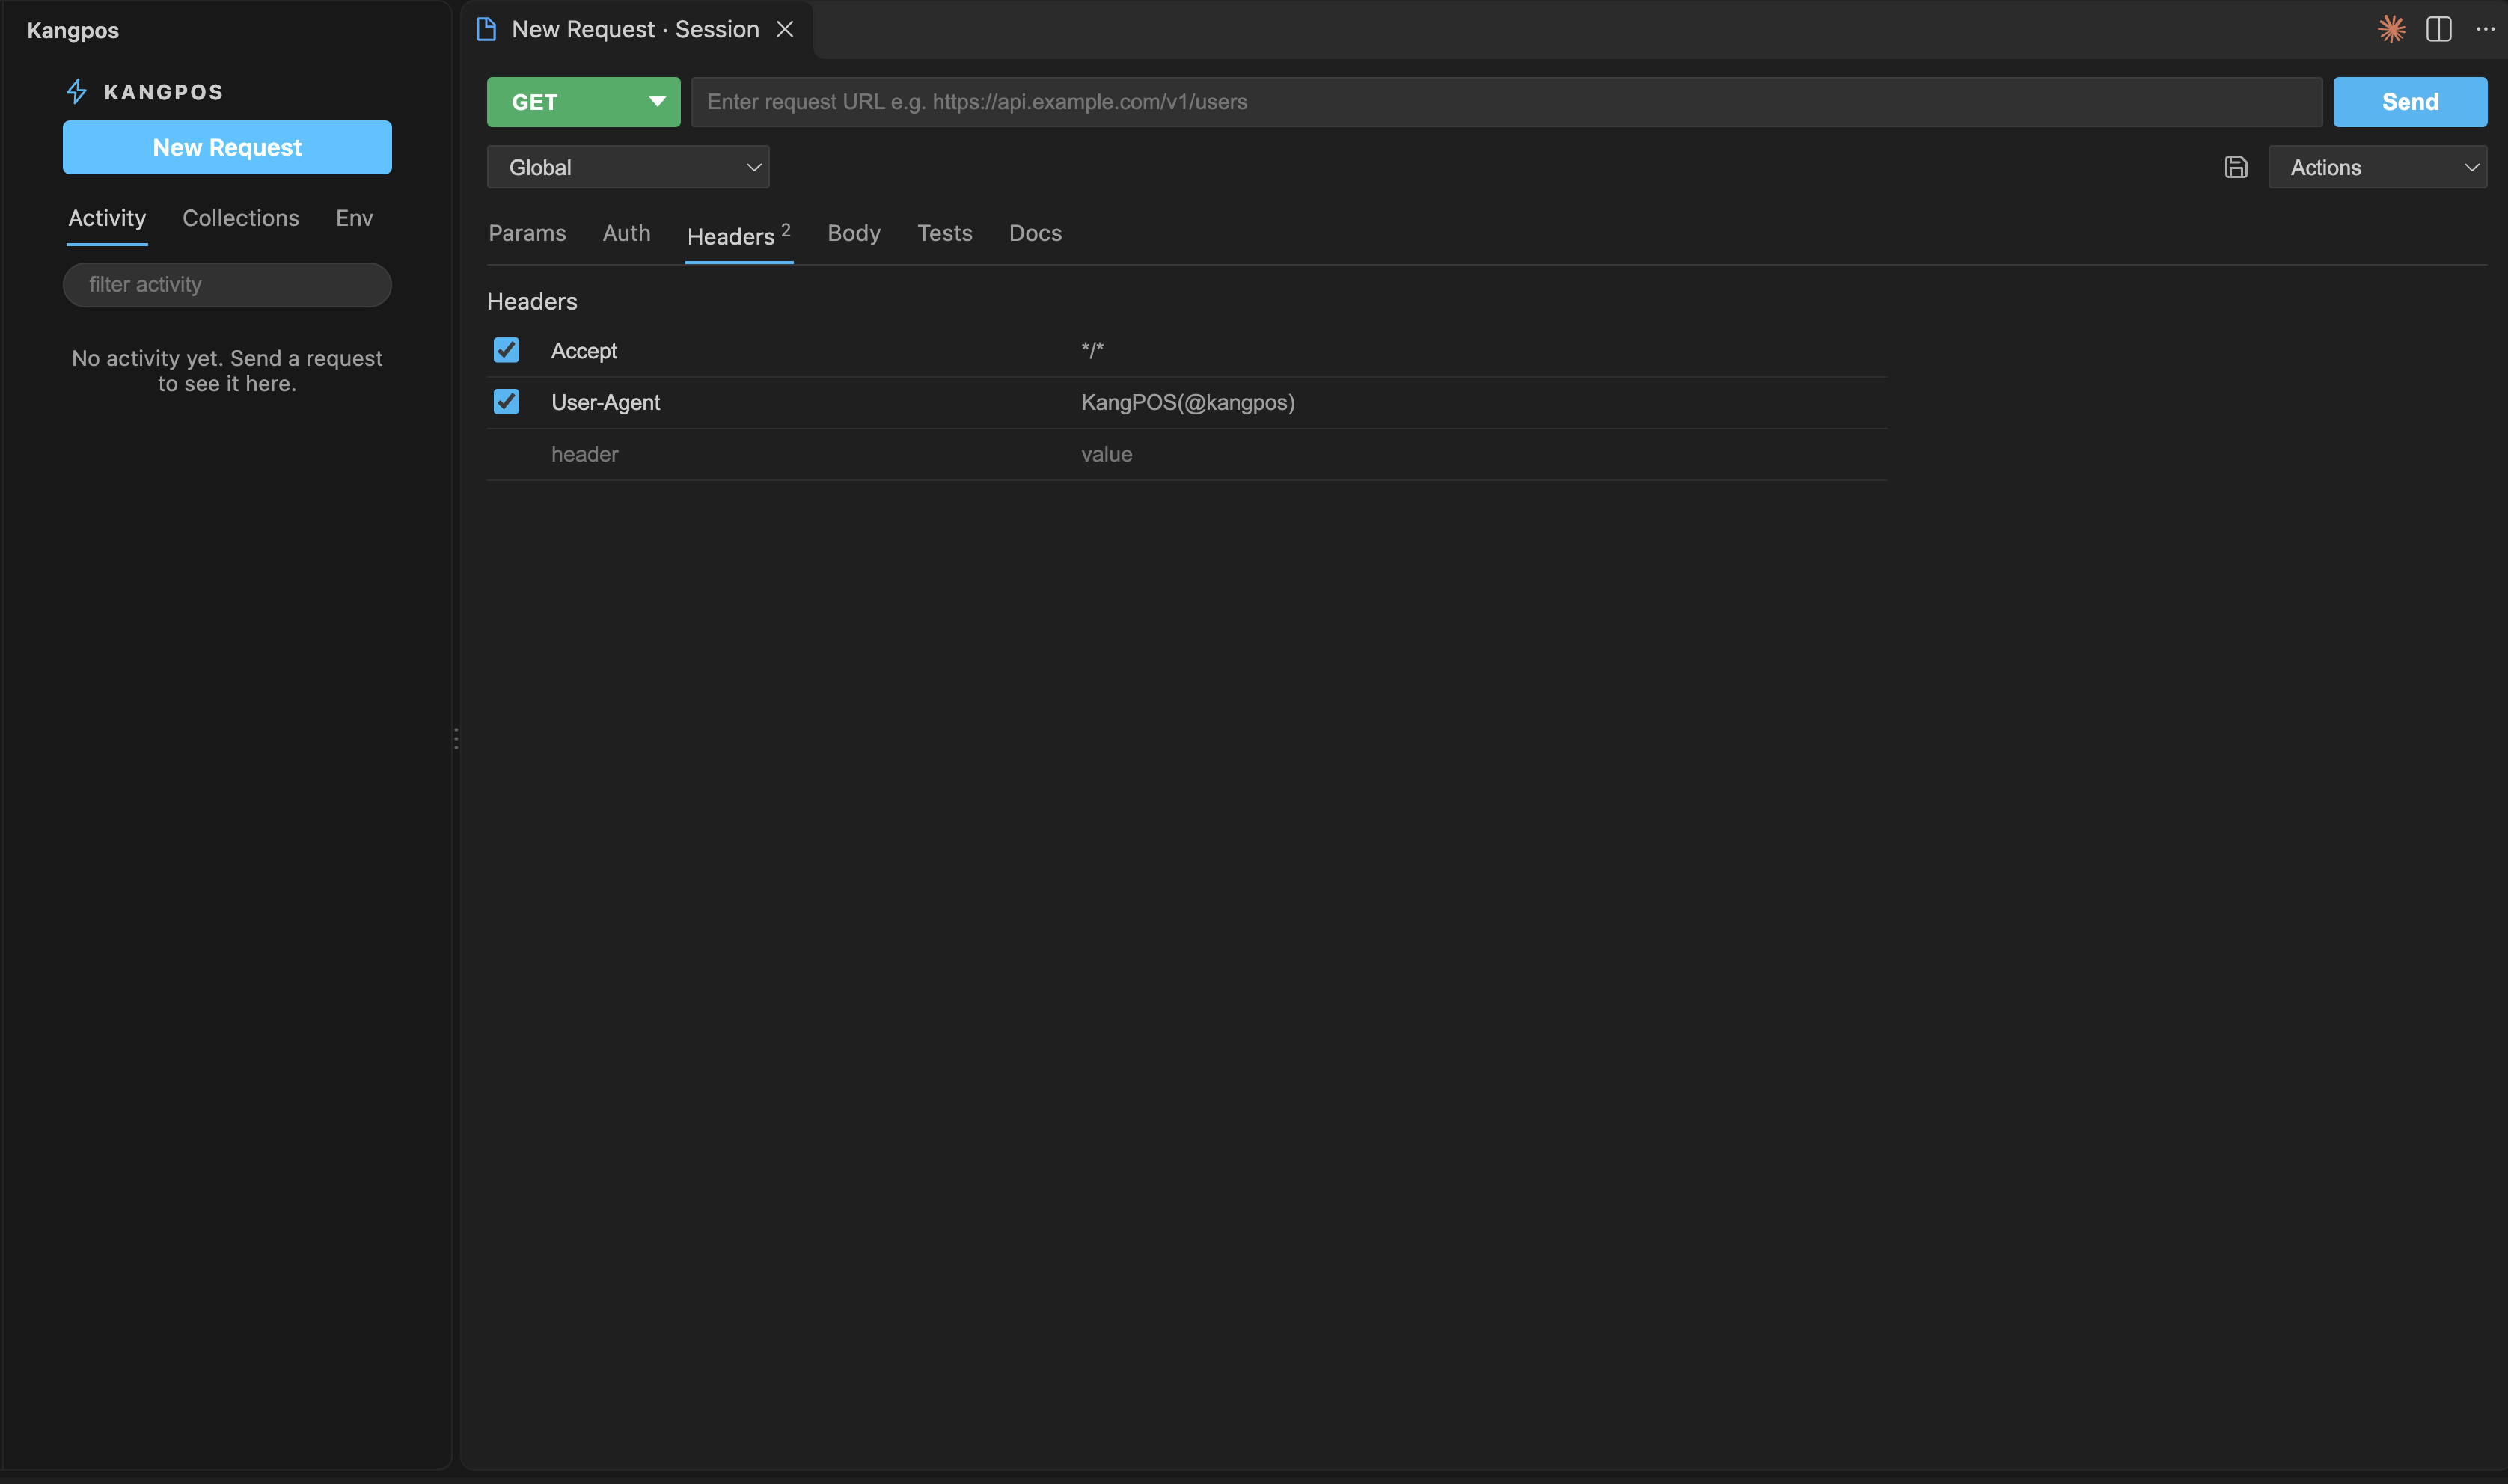 Kangpos
KANGPOS
New Request
Activity Collections Env
filter activity
No activity yet. Send a request
to see it here.
New Request · Session
GET Enter request URL e.g. https://api.example.com/v1/users Send
Global Actions
Params Auth Headers 2 Body Tests Docs
Headers
Accept */*
User-Agent KangPOS(@kangpos)
header value